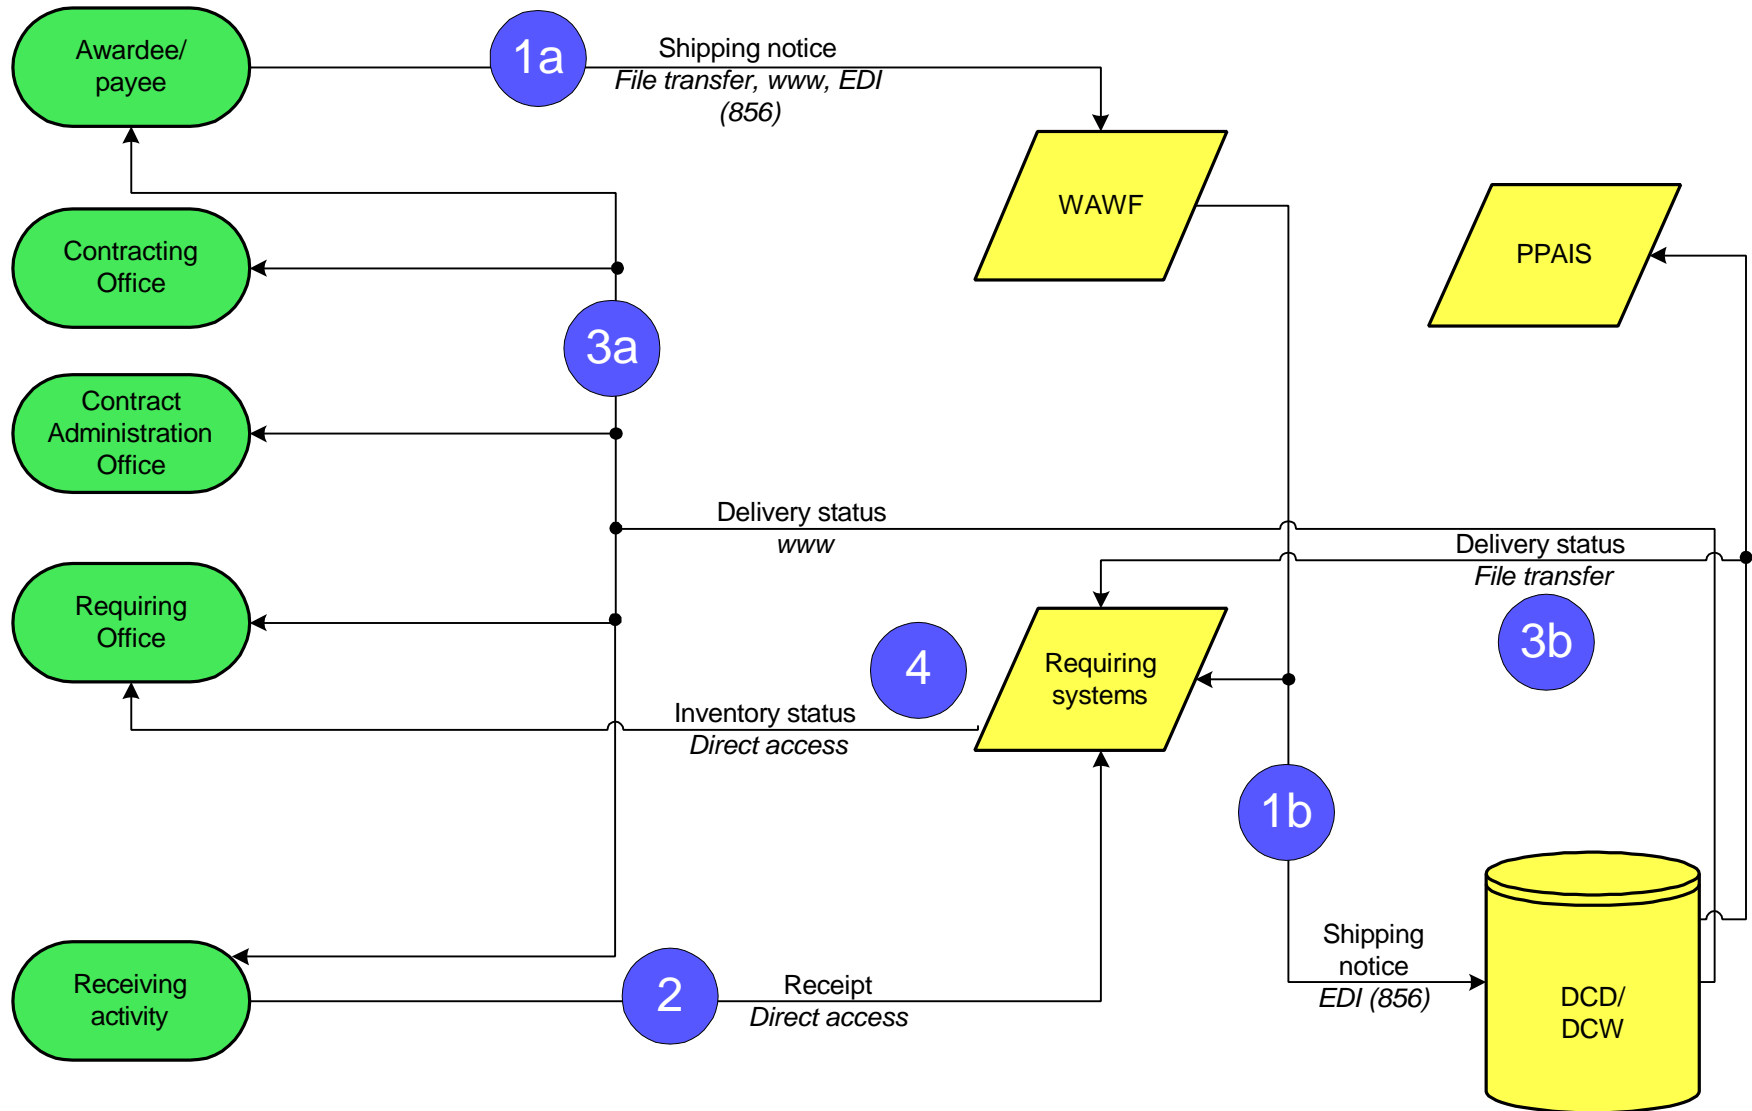 Awardee/
payee
1a
Shipping notice
File transfer, www, EDI
(856)
WAWF
PPAIS
Contracting
Office
3a
Contract
Administration
Office
Delivery status
www
Delivery status
File transfer
Requiring
Office
4
Requiring
systems
3b
Inventory status
Direct access
1b
Receiving
activity
2
Receipt
Direct access
Shipping
notice
EDI (856)
DCD/
DCW